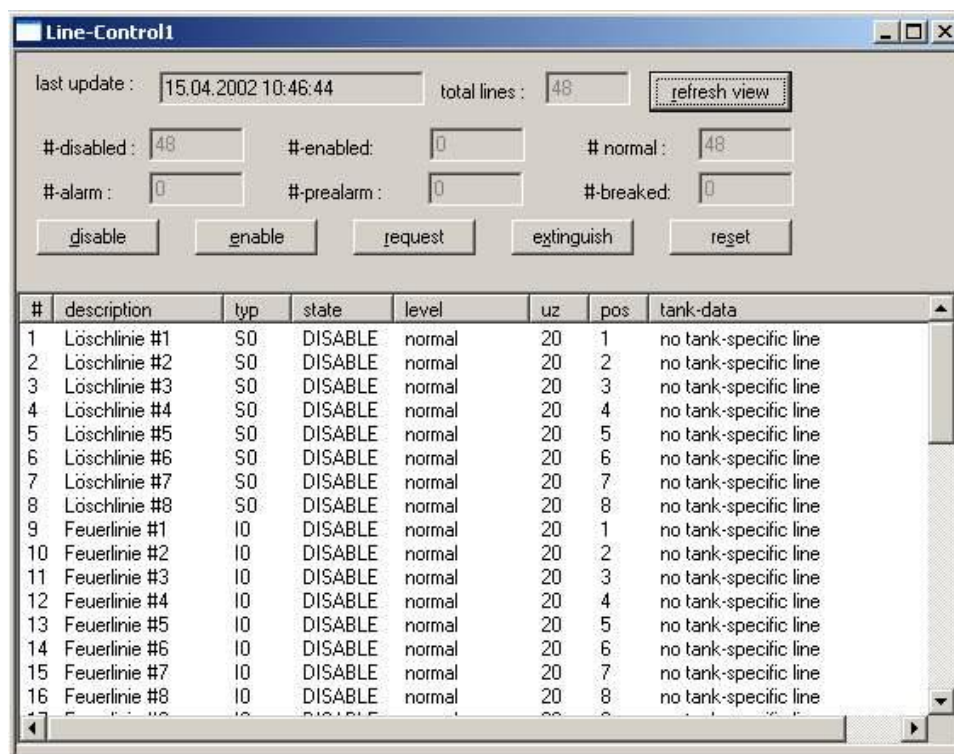 Line-Control1
last update : 15.04.2002 10:46:44 total lines : 48 refresh view
#-disabled : 48 #-enabled: 0 # normal : 48
#-alarm : 0 #-prealarm : 0 #-breaked: 0
disable enable request extinguish reset
# description typ state level uz pos tank-data
1 Löschlinie #1 S0 DISABLE normal 20 1 no tank-specific line
2 Löschlinie #2 S0 DISABLE normal 20 2 no tank-specific line
3 Löschlinie #3 S0 DISABLE normal 20 3 no tank-specific line
4 Löschlinie #4 S0 DISABLE normal 20 4 no tank-specific line
5 Löschlinie #5 S0 DISABLE normal 20 5 no tank-specific line
6 Löschlinie #6 S0 DISABLE normal 20 6 no tank-specific line
7 Löschlinie #7 S0 DISABLE normal 20 7 no tank-specific line
8 Löschlinie #8 S0 DISABLE normal 20 8 no tank-specific line
9 Feuerlinie #1 I0 DISABLE normal 20 1 no tank-specific line
10 Feuerlinie #2 I0 DISABLE normal 20 2 no tank-specific line
11 Feuerlinie #3 I0 DISABLE normal 20 3 no tank-specific line
12 Feuerlinie #4 I0 DISABLE normal 20 4 no tank-specific line
13 Feuerlinie #5 I0 DISABLE normal 20 5 no tank-specific line
14 Feuerlinie #6 I0 DISABLE normal 20 6 no tank-specific line
15 Feuerlinie #7 I0 DISABLE normal 20 7 no tank-specific line
16 Feuerlinie #8 I0 DISABLE normal 20 8 no tank-specific line